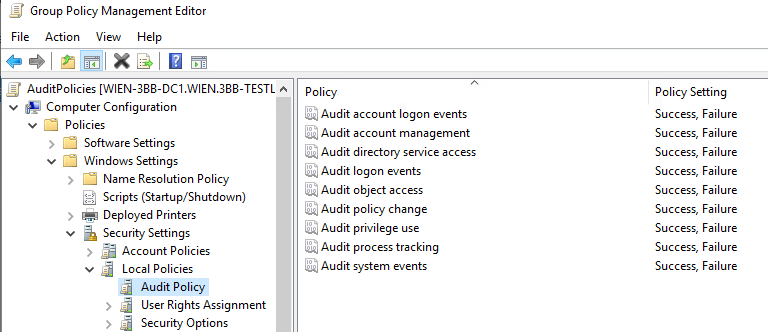 Group Policy Management Editor
File Action View Help
AuditPolicies [WIEN-3BB-DC1.WIEN.3BB-TESTL
Computer Configuration
Policies
Software Settings
Windows Settings
Name Resolution Policy
Scripts (Startup/Shutdown)
Deployed Printers
Security Settings
Account Policies
Local Policies
Audit Policy
User Rights Assignment
Security Options
Policy Policy Setting
Audit account logon events Success, Failure
Audit account management Success, Failure
Audit directory service access Success, Failure
Audit logon events Success, Failure
Audit object access Success, Failure
Audit policy change Success, Failure
Audit privilege use Success, Failure
Audit process tracking Success, Failure
Audit system events Success, Failure